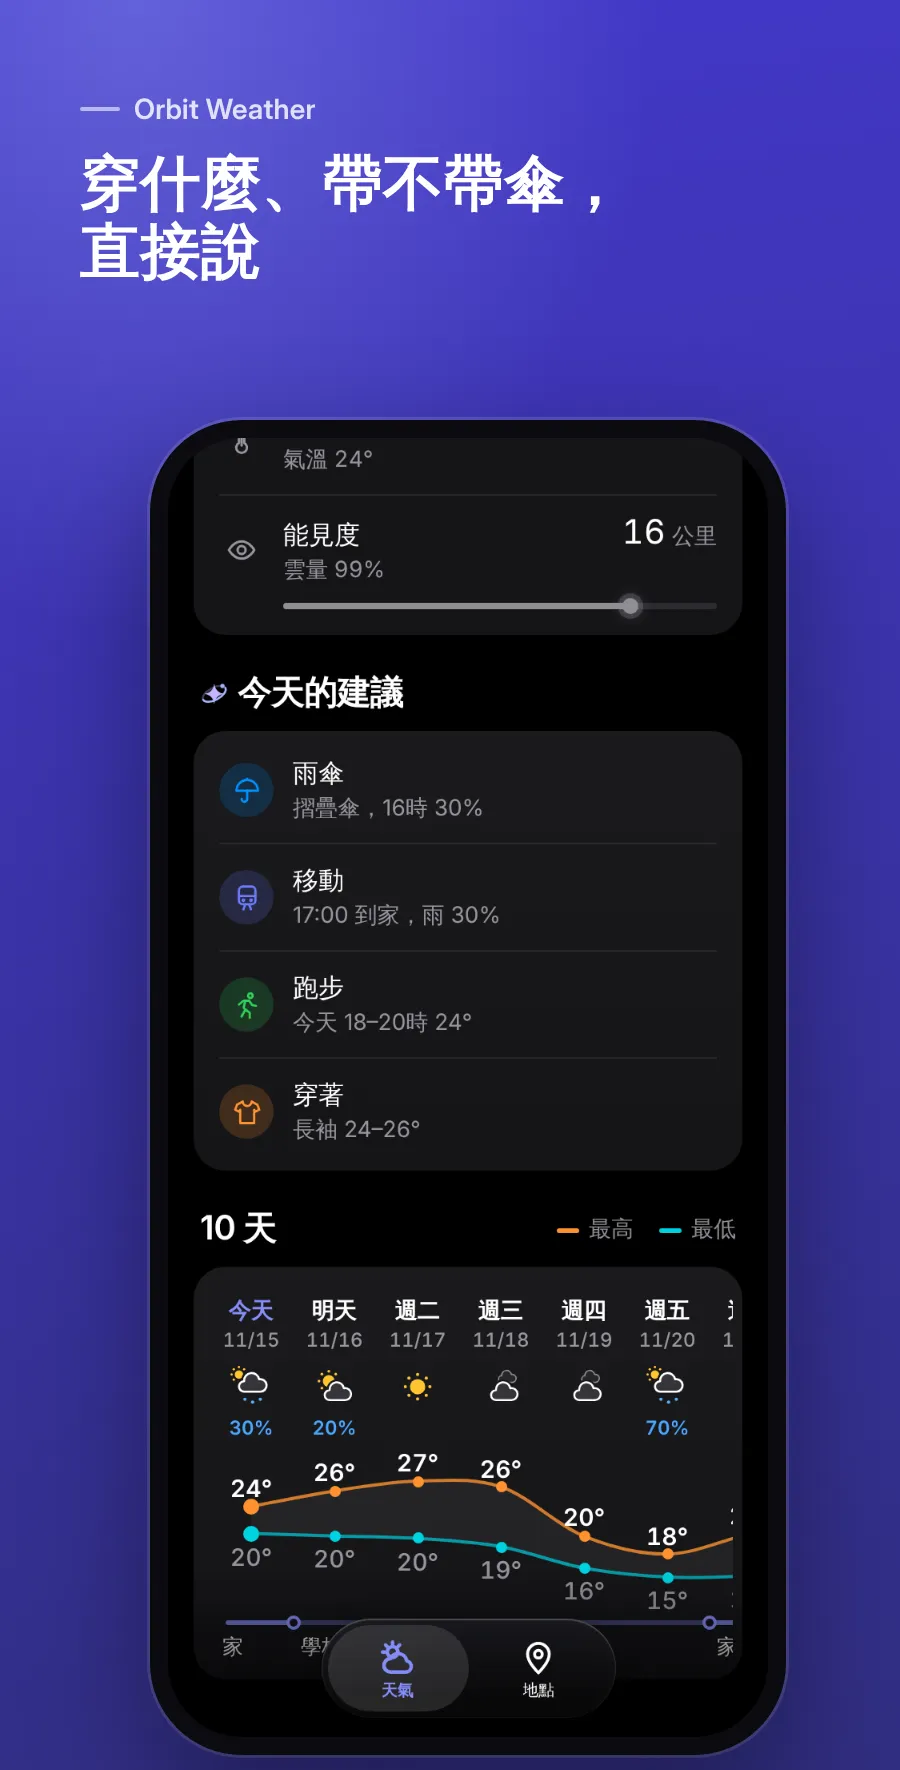 Orbit Weather
穿什麼、帶不帶傘，
直接說
氣溫 24°
能見度
16 公里
雲量 99%
今天的建議
雨傘
摺疊傘，16時 30%
移動
17:00 到家，雨 30%
跑步
今天 18–20時 24°
穿著
長袖 24–26°
10 天
最高 最低
今天 明天 週二 週三 週四 週五
11/15 11/16 11/17 11/18 11/19 11/20
30% 20% 70%
24° 26° 27° 26° 20° 18°
20° 20° 20° 19° 16° 15°
家 學 家
天氣 地點